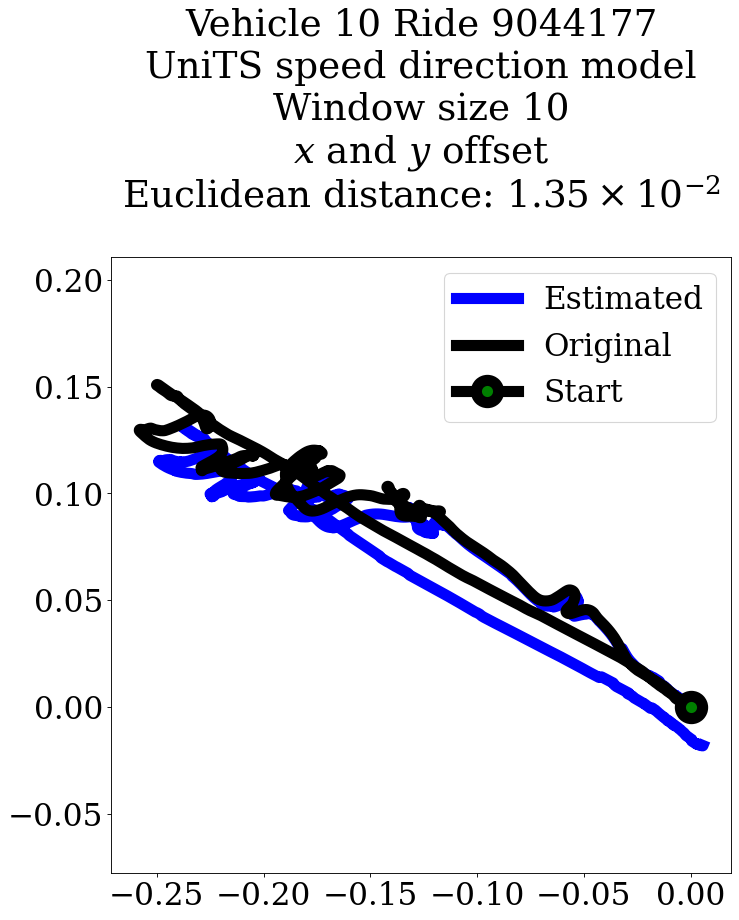 Vehicle 10 Ride 9044177
UniTS speed direction model
Window size 10
x and y offset
Euclidean distance: 1.35 × 10⁻²
Estimated
Original
Start
0.20
0.15
0.10
0.05
0.00
−0.05
−0.25 −0.20 −0.15 −0.10 −0.05 0.00